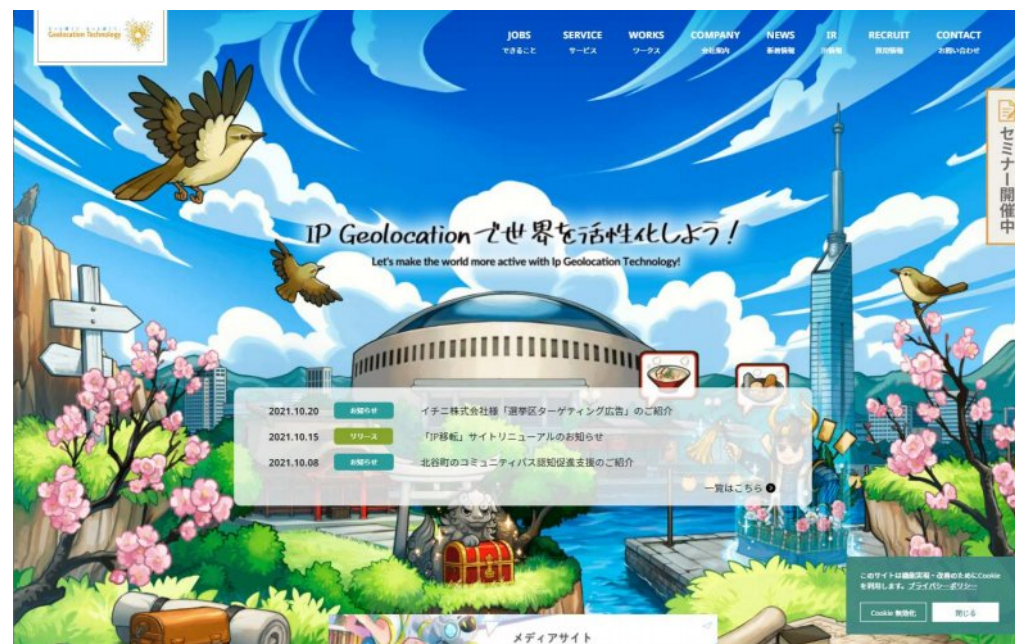 Geolocation Technology
JOBS
できること
SERVICE
サービス
WORKS
ワークス
COMPANY
会社案内
NEWS
新着情報
IR
IR情報
RECRUIT
採用情報
CONTACT
お問い合わせ
セミナー開催中
IP Geolocationで世界を活性化しよう!
Let's make the world more active with Ip Geolocation Technology!
2021.10.20 お知らせ イチニ株式会社様「選挙区ターゲティング広告」のご紹介
2021.10.15 リリース 「IP移転」サイトリニューアルのお知らせ
2021.10.08 お知らせ 北谷町のコミュニティバス認知促進支援のご紹介
一覧はこちら
このサイトは機能実現・改善のためにCookie
を利用します。プライバシーポリシー
Cookie 無効化
閉じる
メディアサイト